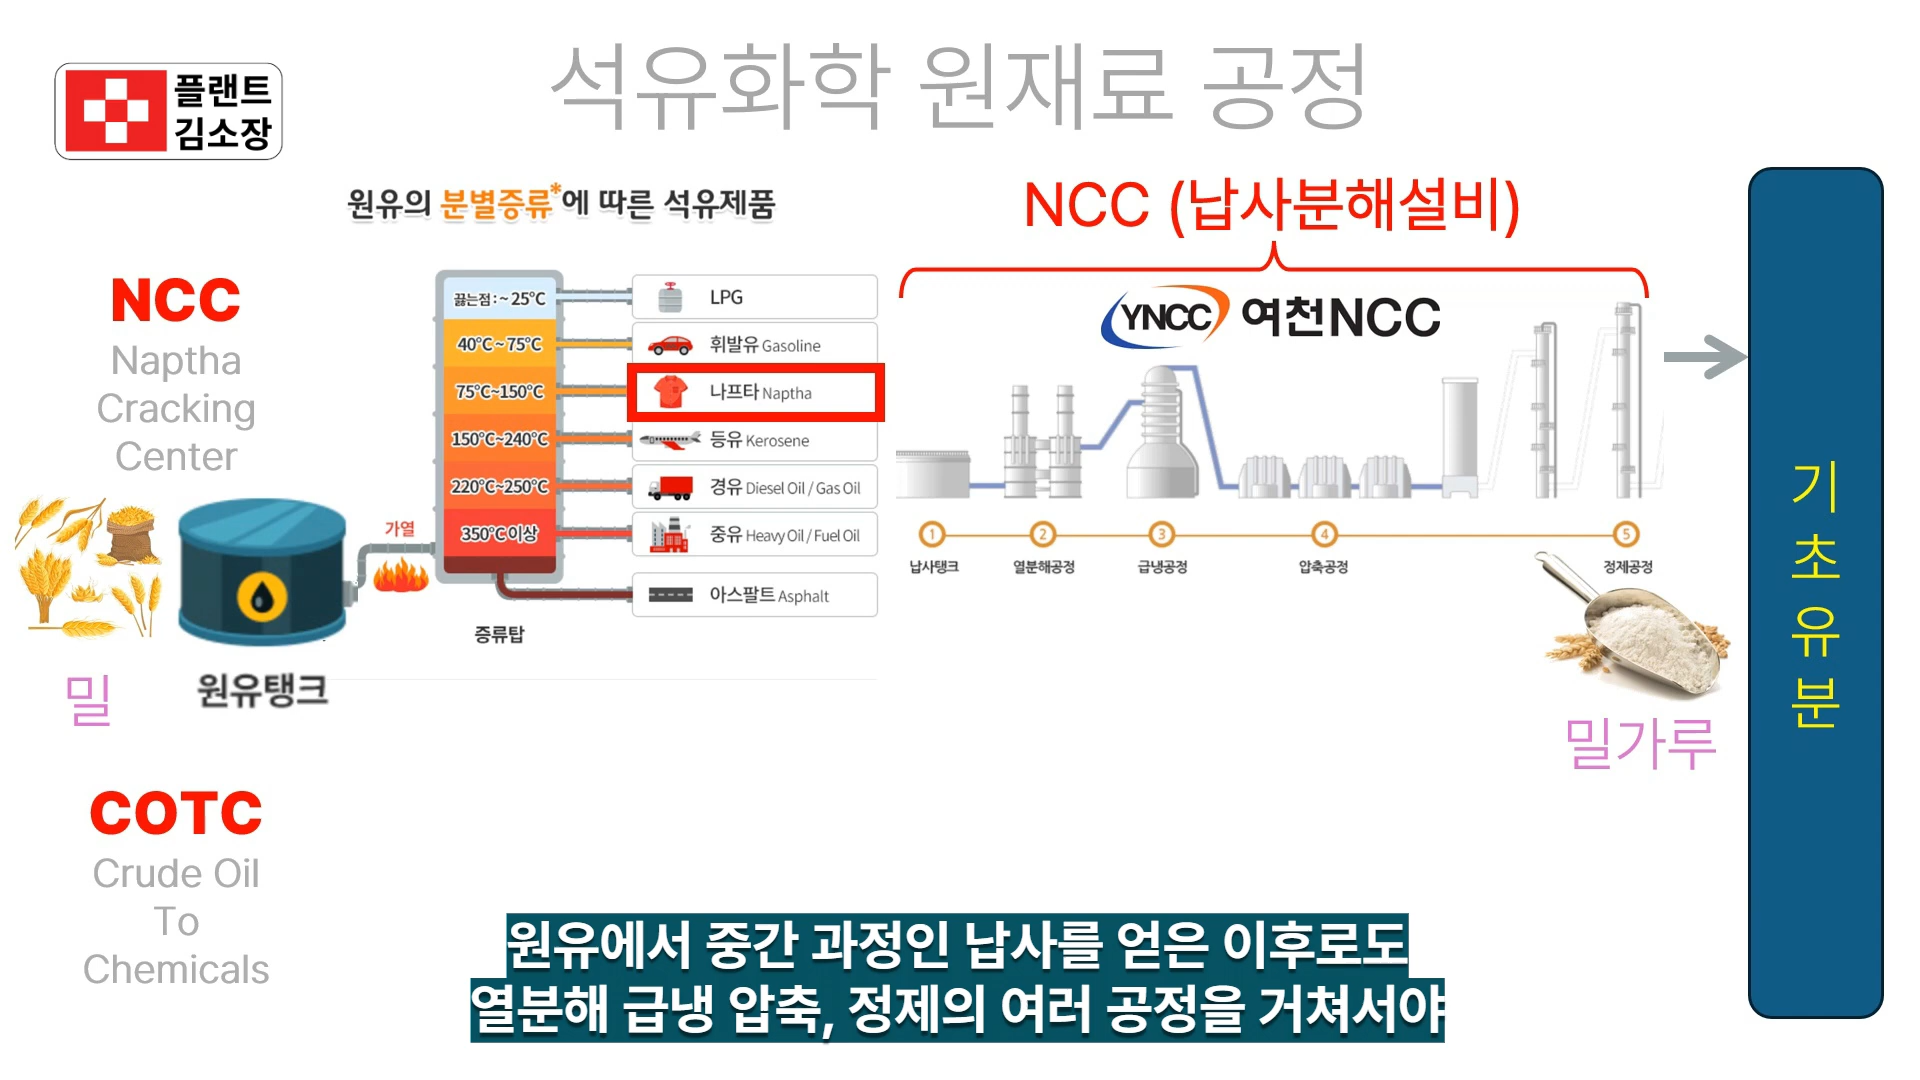 플랜트
김소장
석유화학 원재료 공정
원유의 분별증류*에 따른 석유제품
NCC (납사분해설비)
NCC
Naptha
Cracking
Center
끓는점:~25℃
LPG
40℃~75℃
휘발유 Gasoline
75℃~150℃
나프타 Naptha
150℃~240℃
등유 Kerosene
220℃~250℃
경유 Diesel Oil / Gas Oil
350℃이상
중유 Heavy Oil / Fuel Oil
아스팔트 Asphalt
가열
증류탑
원유탱크
밀
YNCC 여천NCC
1
2
3
4
5
납사탱크
열분해공정
급냉공정
압축공정
정제공정
밀가루
기
초
유
분
COTC
Crude Oil
To
Chemicals
원유에서 중간 과정인 납사를 얻은 이후로도
열분해 급냉 압축, 정제의 여러 공정을 거쳐서야